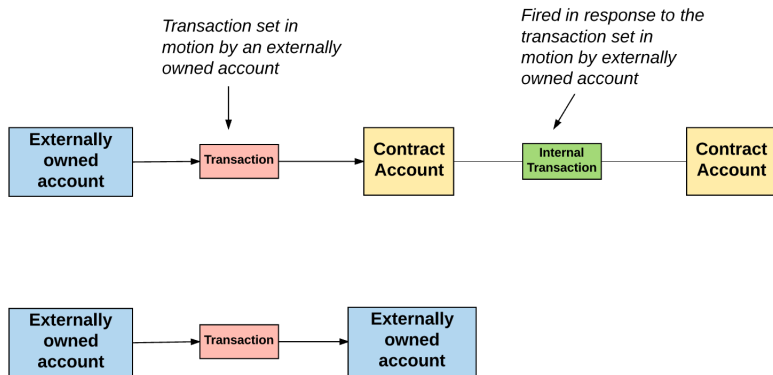 Transaction set in
motion by an externally
owned account
Fired in response to the
transaction set in
motion by externally
owned account
Externally
owned
account
Transaction
Contract
Account
Internal
Transaction
Contract
Account
Externally
owned
account
Transaction
Externally
owned
account